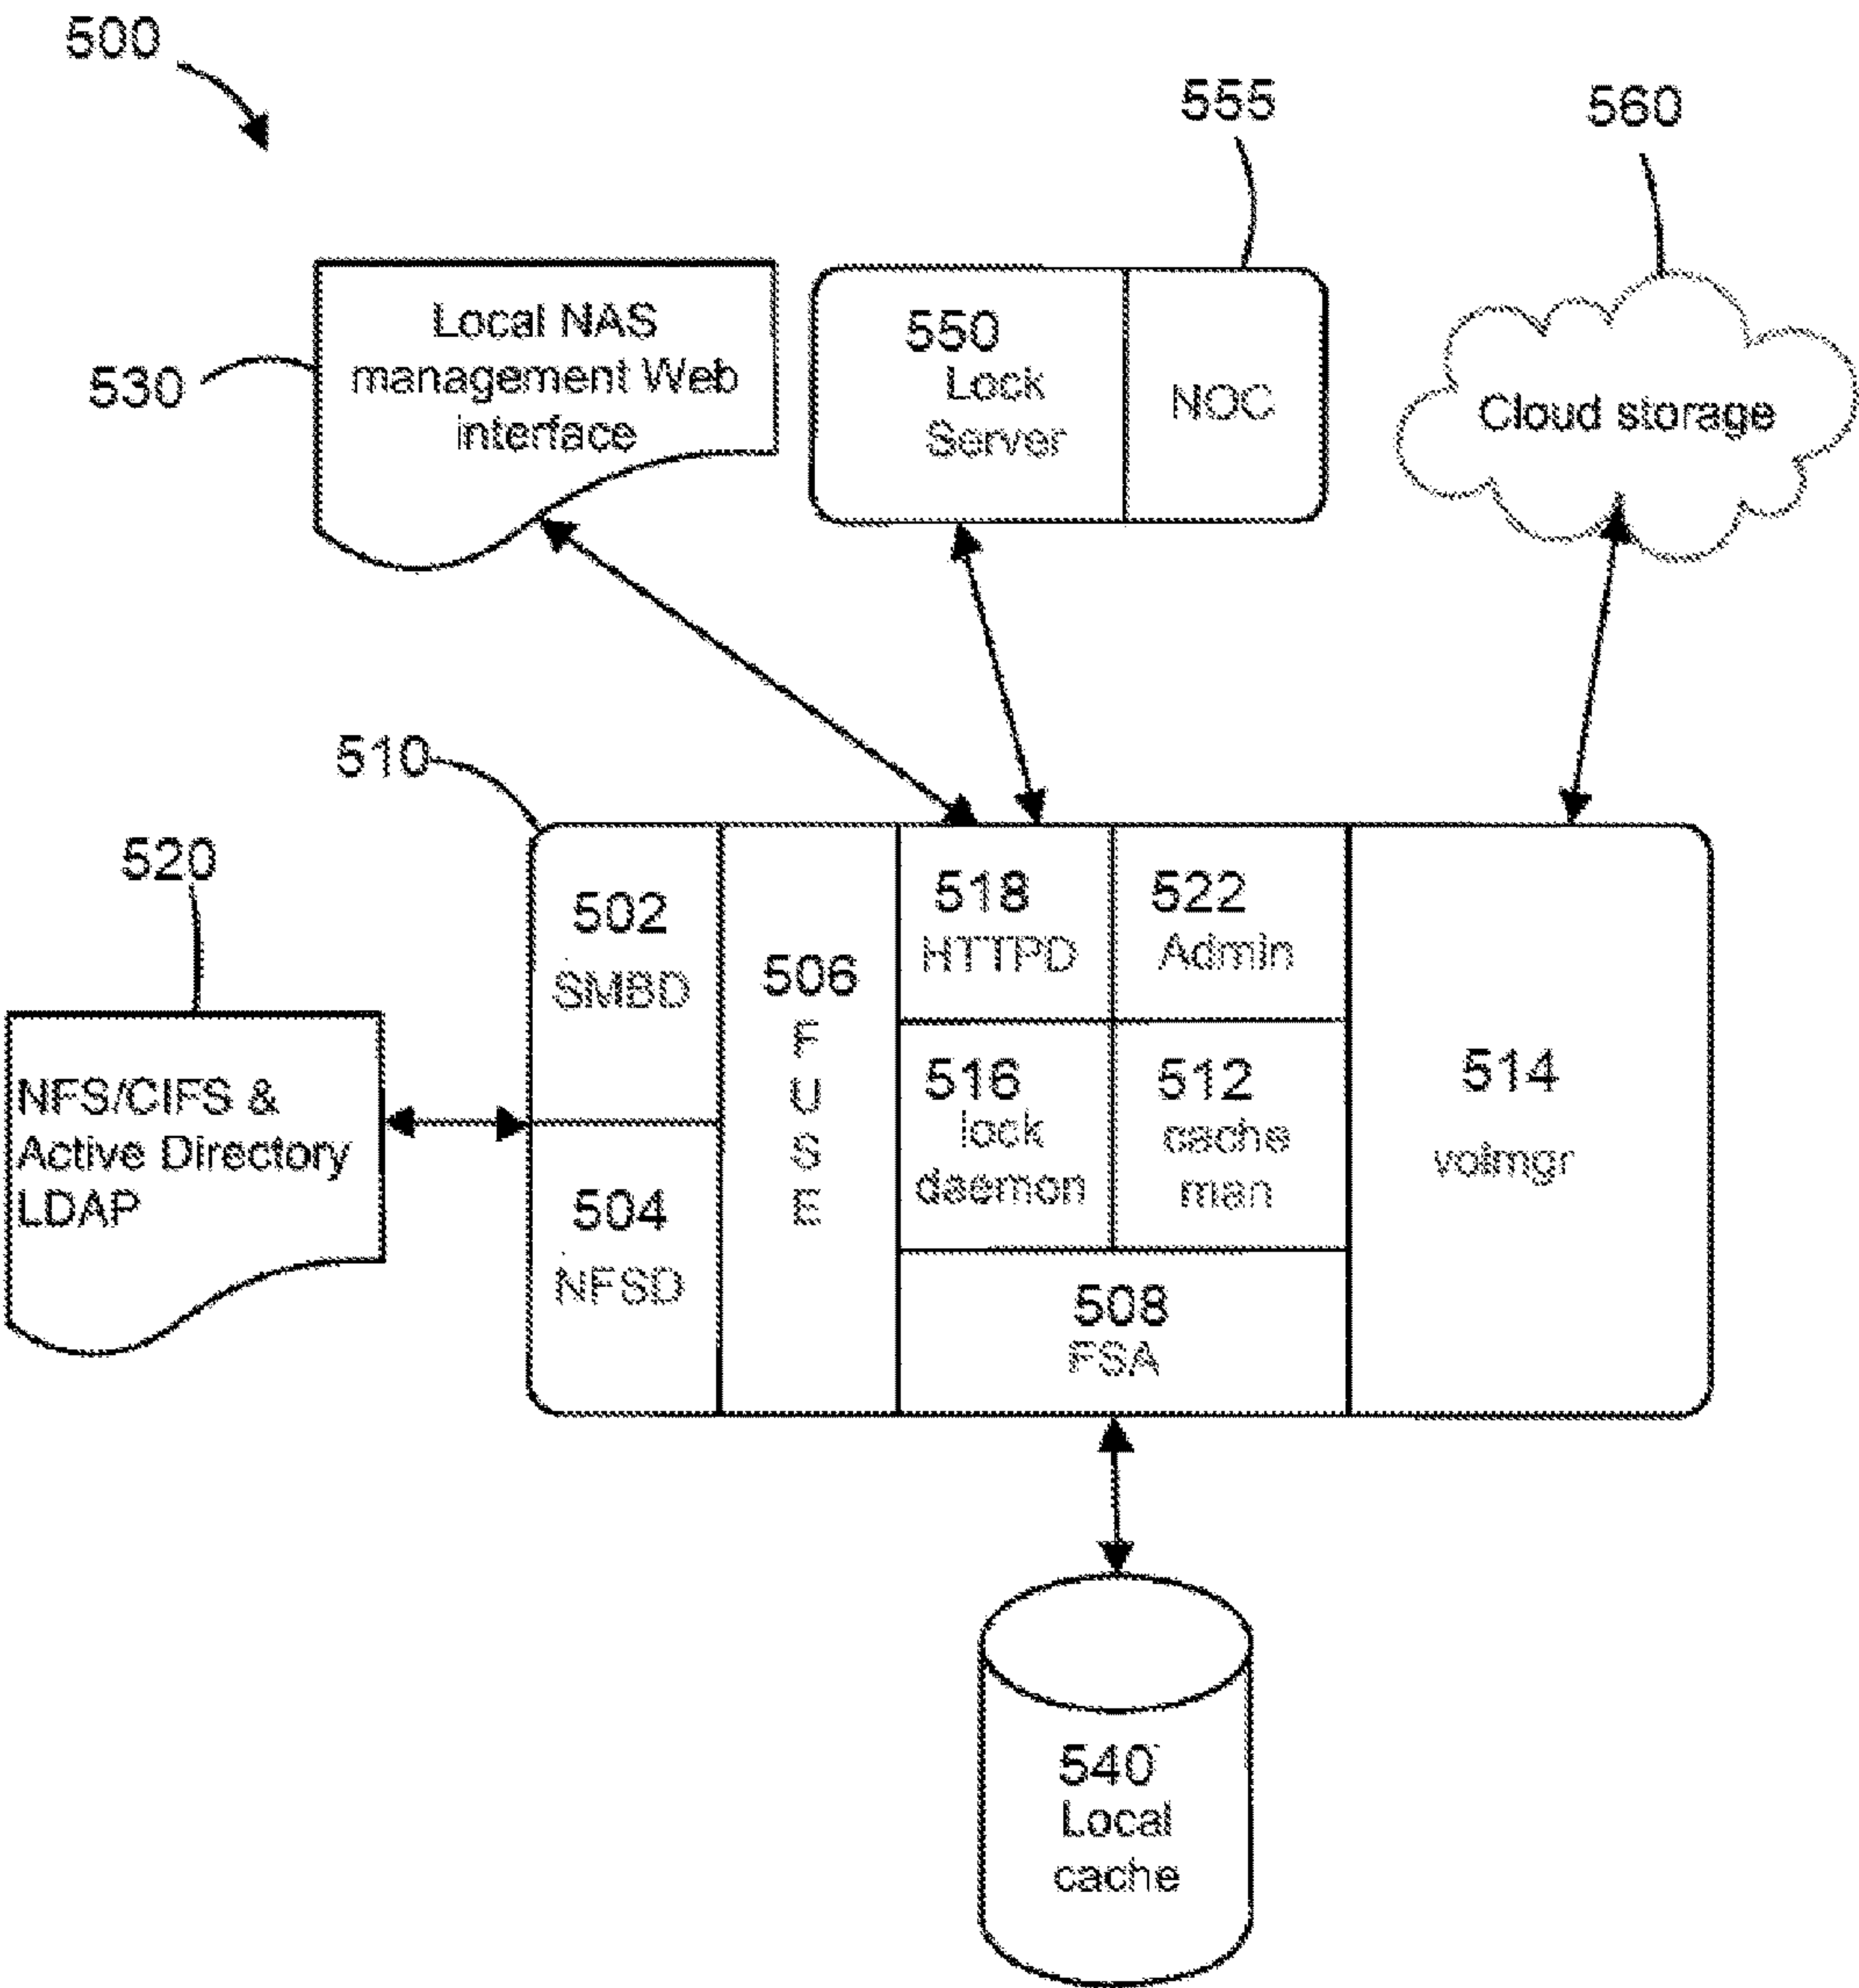 500
555
560
Local NAS
management Web
interface
530
550
Lock
Server
NOC
Cloud storage
510
520
502
SMBD
504
NFSD
506
F
U
S
E
518
HTTPD
522
Admin
516
lock
daemon
512
cache
man
508
FSA
514
volmgr
NFS/CIFS &
Active Directory
LDAP
540
Local
cache